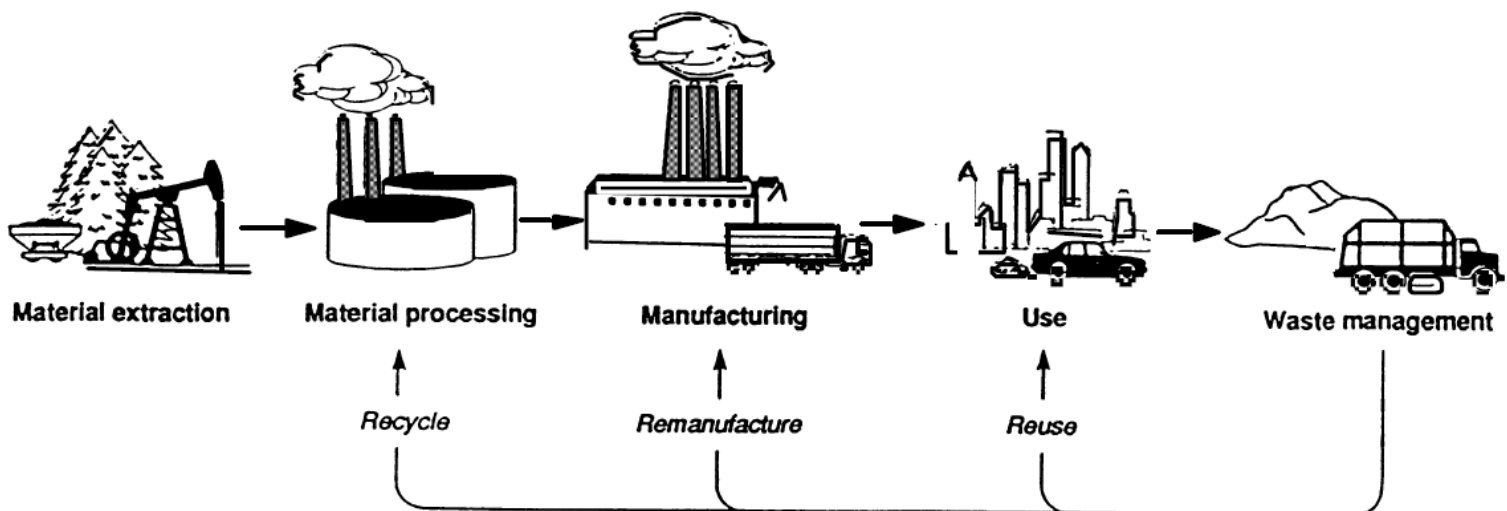 Material extraction
Material processing
Manufacturing
Use
Waste management
Recycle
Remanufacture
Reuse